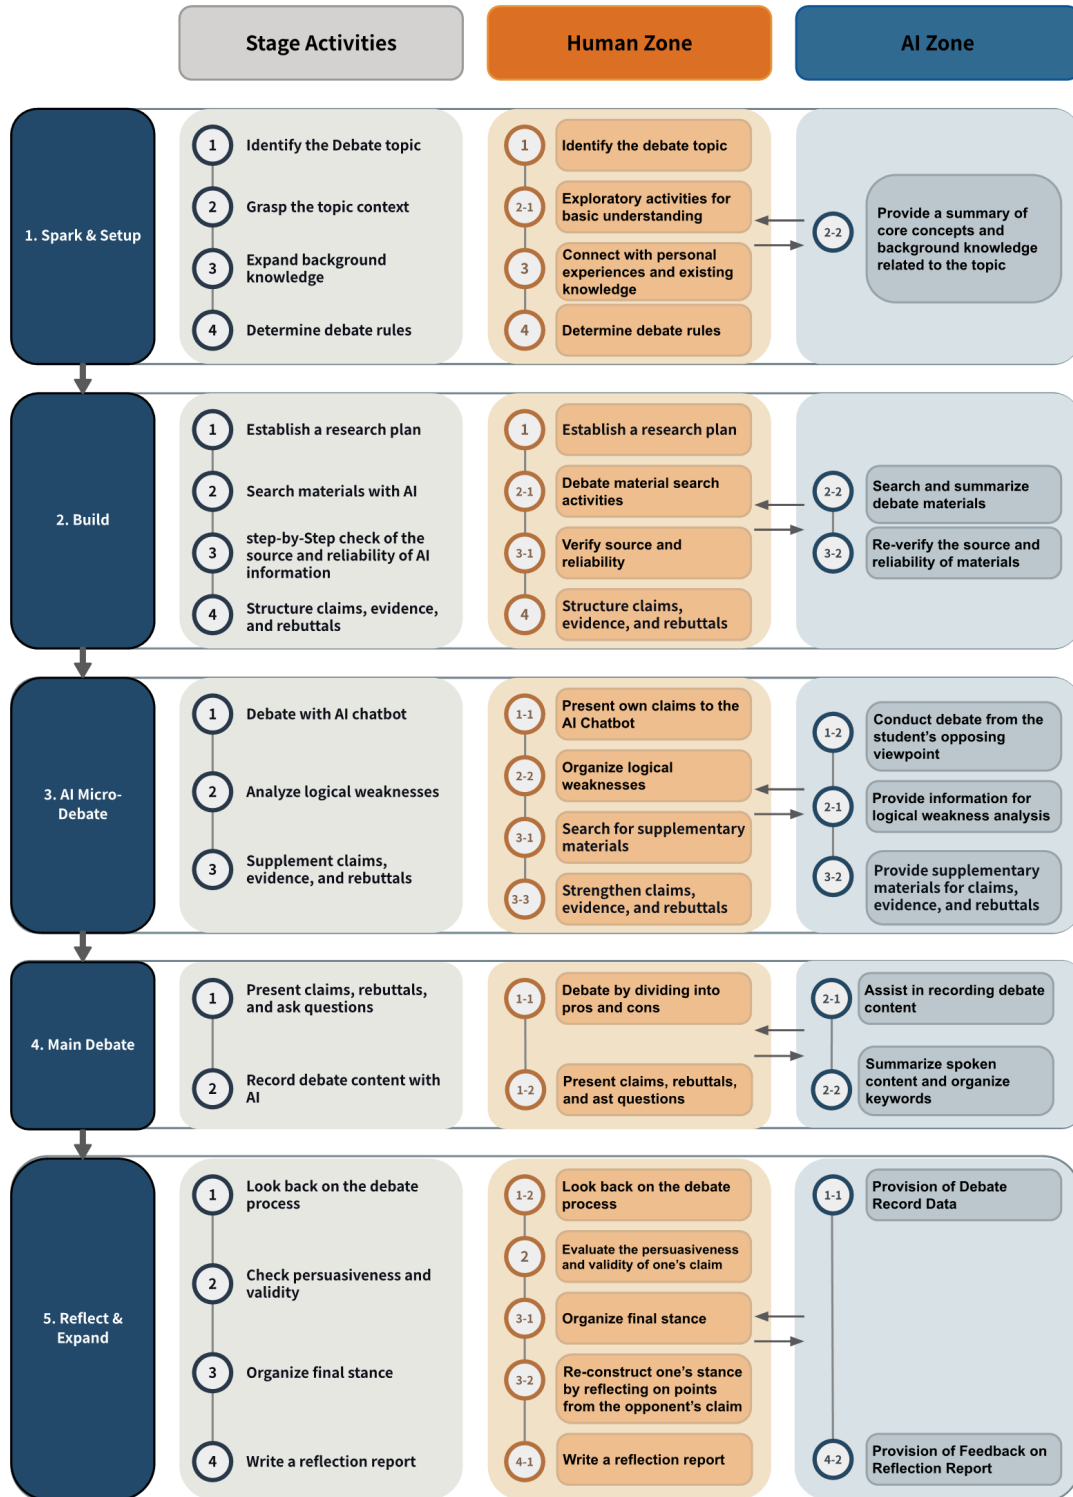 Stage Activities
Human Zone
AI Zone
1. Spark & Setup
1
Identify the Debate topic
2
Grasp the topic context
3
Expand background
knowledge
4
Determine debate rules
1
Identify the debate topic
2-1
Exploratory activities for
basic understanding
3
Connect with personal
experiences and existing
knowledge
4
Determine debate rules
2-2
Provide a summary of
core concepts and
background knowledge
related to the topic
2. Build
1
Establish a research plan
2
Search materials with AI
3
step-by-Step check of the
source and reliability of AI
information
4
Structure claims, evidence,
and rebuttals
1
Establish a research plan
2-1
Debate material search
activities
3-1
Verify source and
reliability
4
Structure claims,
evidence, and rebuttals
2-2
Search and summarize
debate materials
3-2
Re-verify the source and
reliability of materials
3. AI Micro-
Debate
1
Debate with AI chatbot
2
Analyze logical weaknesses
3
Supplement claims,
evidence, and rebuttals
1-1
Present own claims to the
AI Chatbot
2-2
Organize logical
weaknesses
3-1
Search for supplementary
materials
3-3
Strengthen claims,
evidence, and rebuttals
1-2
Conduct debate from the
student's opposing
viewpoint
2-1
Provide information for
logical weakness analysis
3-2
Provide supplementary
materials for claims,
evidence, and rebuttals
4. Main Debate
1
Present claims, rebuttals,
and ask questions
2
Record debate content with
AI
1-1
Debate by dividing into
pros and cons
1-2
Present claims, rebuttals,
and ast questions
2-1
Assist in recording debate
content
2-2
Summarize spoken
content and organize
keywords
5. Reflect &
Expand
1
Look back on the debate
process
2
Check persuasiveness and
validity
3
Organize final stance
4
Write a reflection report
1-2
Look back on the debate
process
2
Evaluate the persuasiveness
and validity of one's claim
3-1
Organize final stance
3-2
Re-construct one's stance
by reflecting on points
from the opponent's claim
4-1
Write a reflection report
1-1
Provision of Debate
Record Data
4-2
Provision of Feedback on
Reflection Report